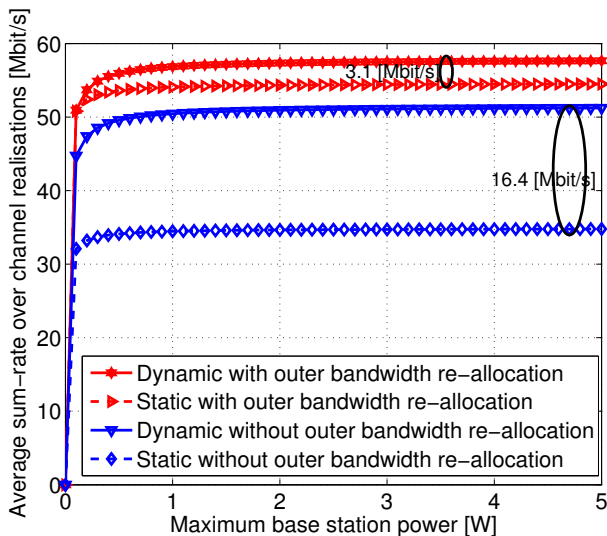 Average sum−rate over channel realisations [Mbit/s]
60
50
40
30
20
10
0
3.1 [Mbit/s]
16.4 [Mbit/s]
Dynamic with outer bandwidth re−allocation
Static with outer bandwidth re−allocation
Dynamic without outer bandwidth re−allocation
Static without outer bandwidth re−allocation
0 1 2 3 4 5
Maximum base station power [W]